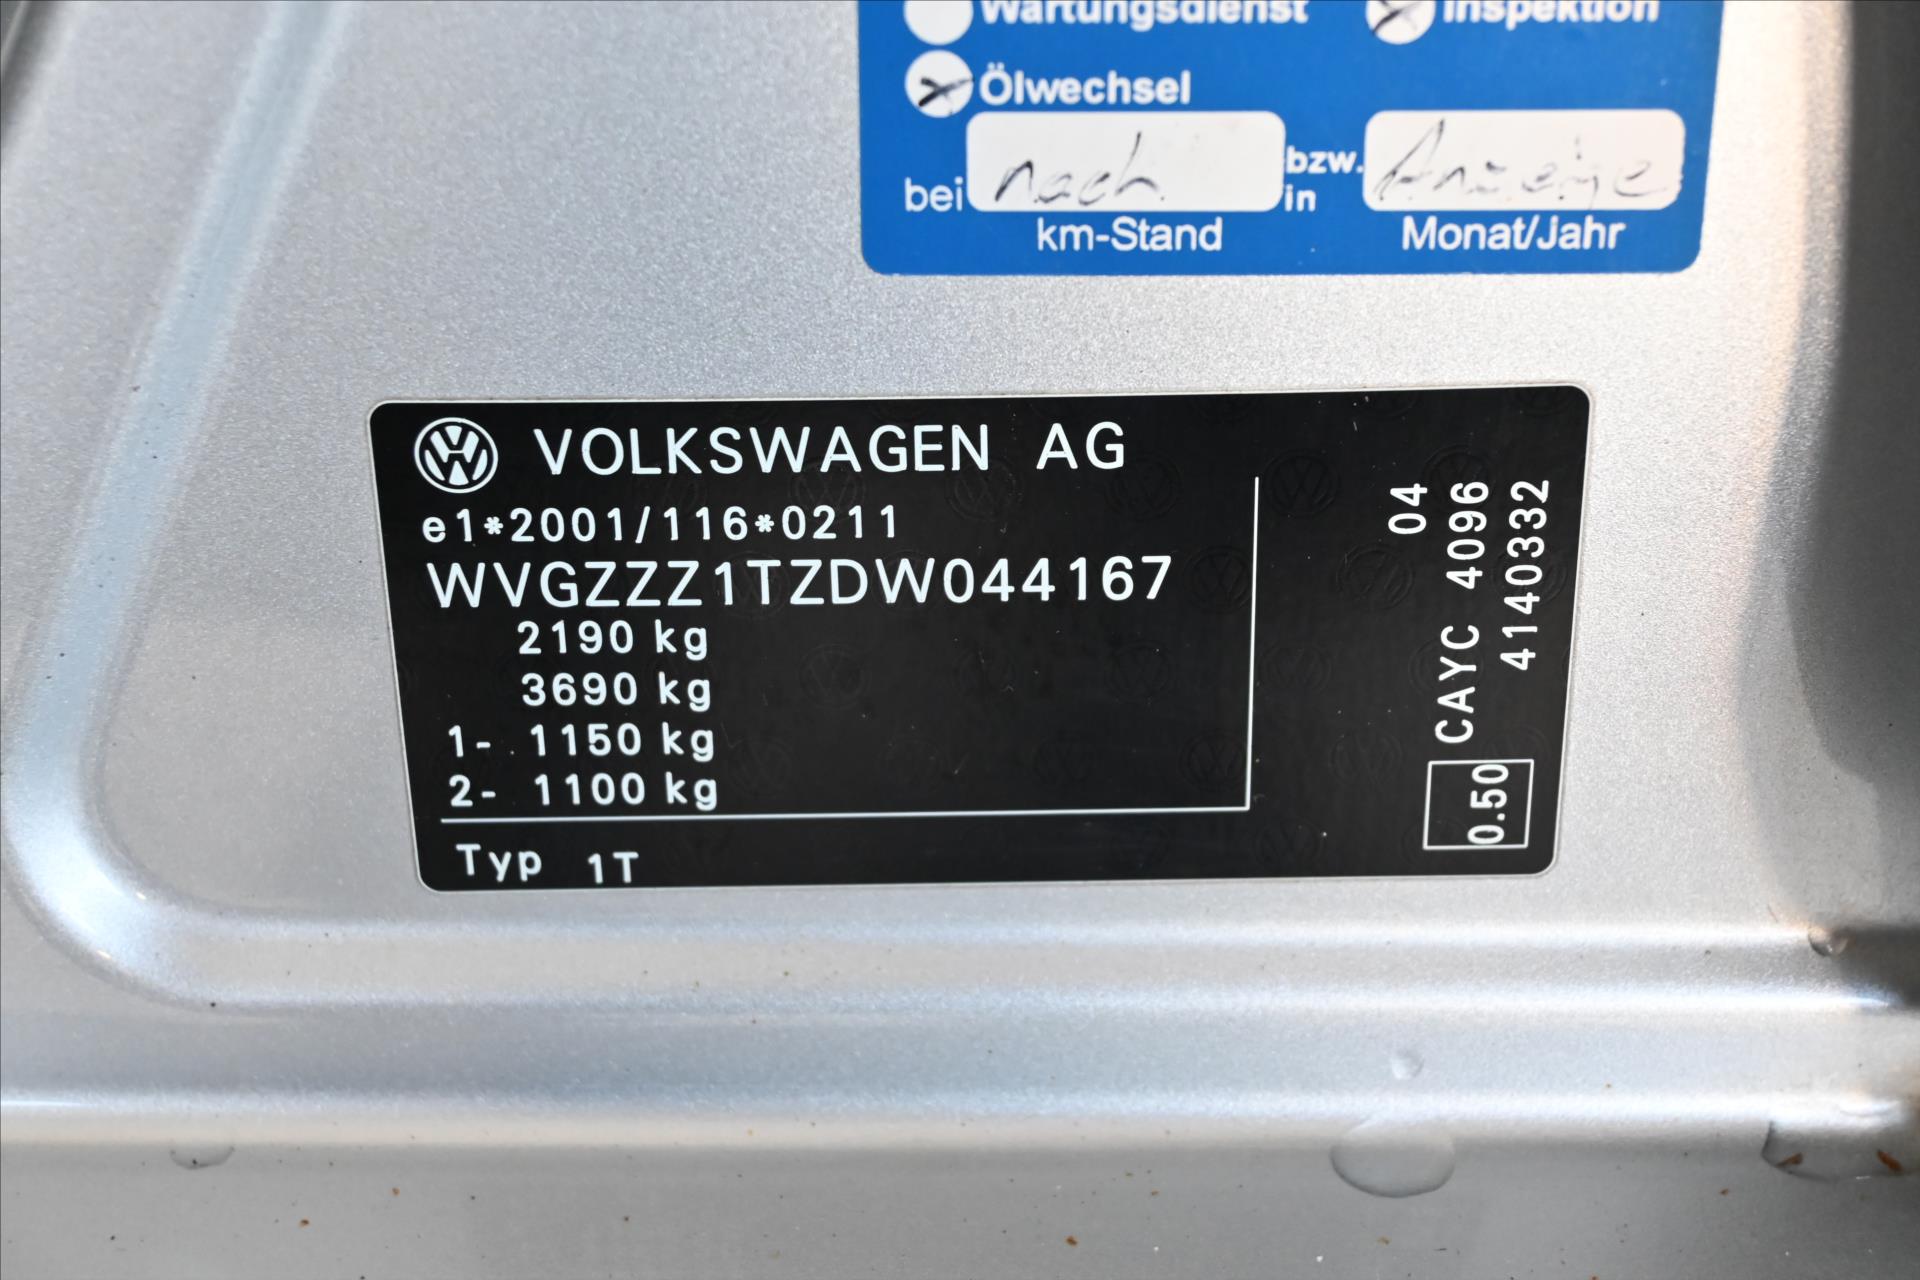 Wartungsdienst Inspektion
Ölwechsel
bei nach bzw. in Anzeige
km-Stand Monat/Jahr
VOLKSWAGEN AG
e1*2001/116*0211
WVGZZZ1TZDW044167
2190 kg
3690 kg
1- 1150 kg
2- 1100 kg
Typ 1T
04
CAYC 4096
4140332
0.50